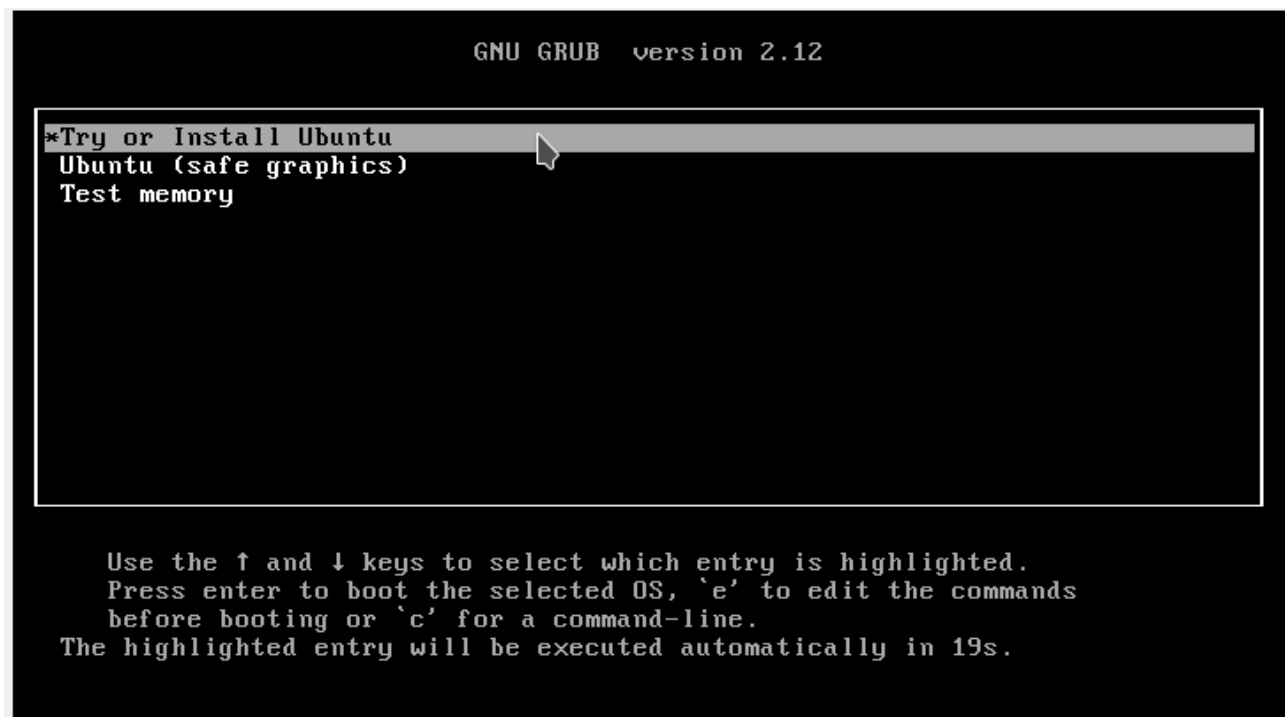 GNU GRUB version 2.12
*Try or Install Ubuntu
Ubuntu (safe graphics)
Test memory
Use the ↑ and ↓ keys to select which entry is highlighted.
Press enter to boot the selected OS, `e' to edit the commands
before booting or `c' for a command-line.
The highlighted entry will be executed automatically in 19s.